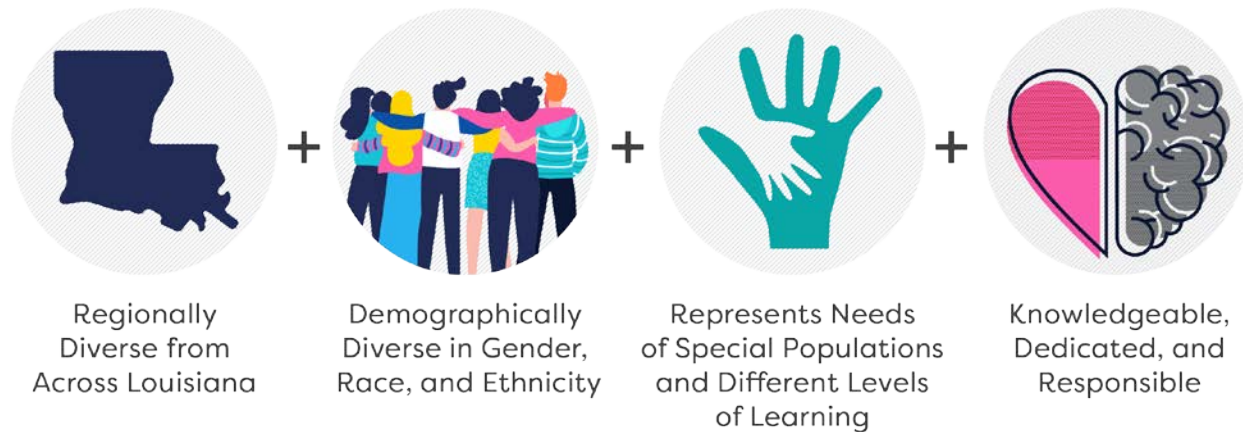 Regionally
Diverse from
Across Louisiana
+
Demographically
Diverse in Gender,
Race, and Ethnicity
+
Represents Needs
of Special Populations
and Different Levels
of Learning
+
Knowledgeable,
Dedicated, and
Responsible